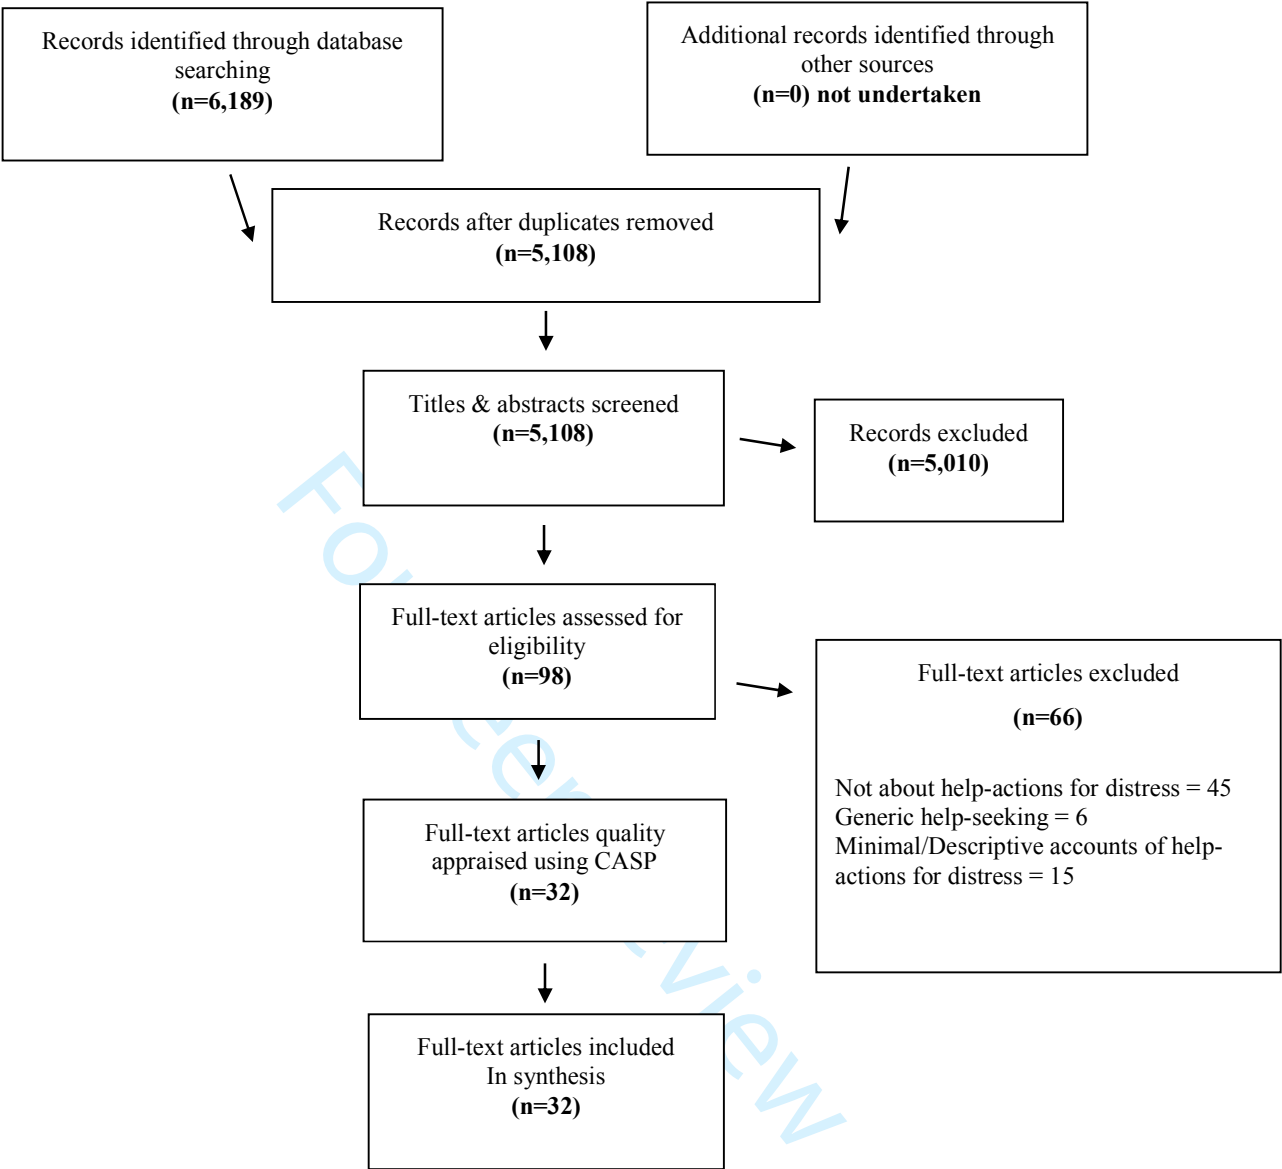 Records identified through database
searching
(n=6,189)
Additional records identified through
other sources
(n=0) not undertaken
Records after duplicates removed
(n=5,108)
Titles & abstracts screened
(n=5,108)
Records excluded
(n=5,010)
Full-text articles assessed for
eligibility
(n=98)
Full-text articles excluded
(n=66)
Not about help-actions for distress = 45
Generic help-seeking = 6
Minimal/Descriptive accounts of help-
actions for distress = 15
Full-text articles quality
appraised using CASP
(n=32)
Full-text articles included
In synthesis
(n=32)
For Peer Review